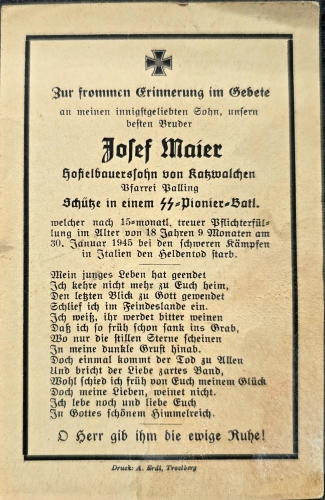 Zur frommen Erinnerung im Gebete
an meinen innigstgeliebten Sohn, unsern
besten Bruder
Josef Maier
Hoßelbauerssohn von Katzwalchen
Pfarrei Palling
Schütze in einem SS-Pionier-Batl.
welcher nach 15-monatl. treuer Pflichterfül-
lung im Alter von 18 Jahren 9 Monaten am
30. Januar 1945 bei den schweren Kämpfen
in Italien den Heldentod starb.
Mein junges Leben hat geendet
Ich kehre nicht mehr zu Euch heim,
Den letzten Blick zu Gott gewendet
Schlief ich im Feindeslande ein.
Ich weiß, ihr werdet bitter weinen
Daß ich so früh schon sank ins Grab,
Wo nur die stillen Sterne scheinen
In meine dunkle Gruft hinab.
Doch einmal kommt der Tod zu Allen
Und bricht der Liebe zartes Band,
Wohl schied ich früh von Euch meinem Glück
Doch meine Lieben, weinet nicht.
Ich lebe noch und liebe Euch
In Gottes schönem Himmelreich.
O Herr gib ihm die ewige Ruhe!
Druck: A. Erdl, Trostberg